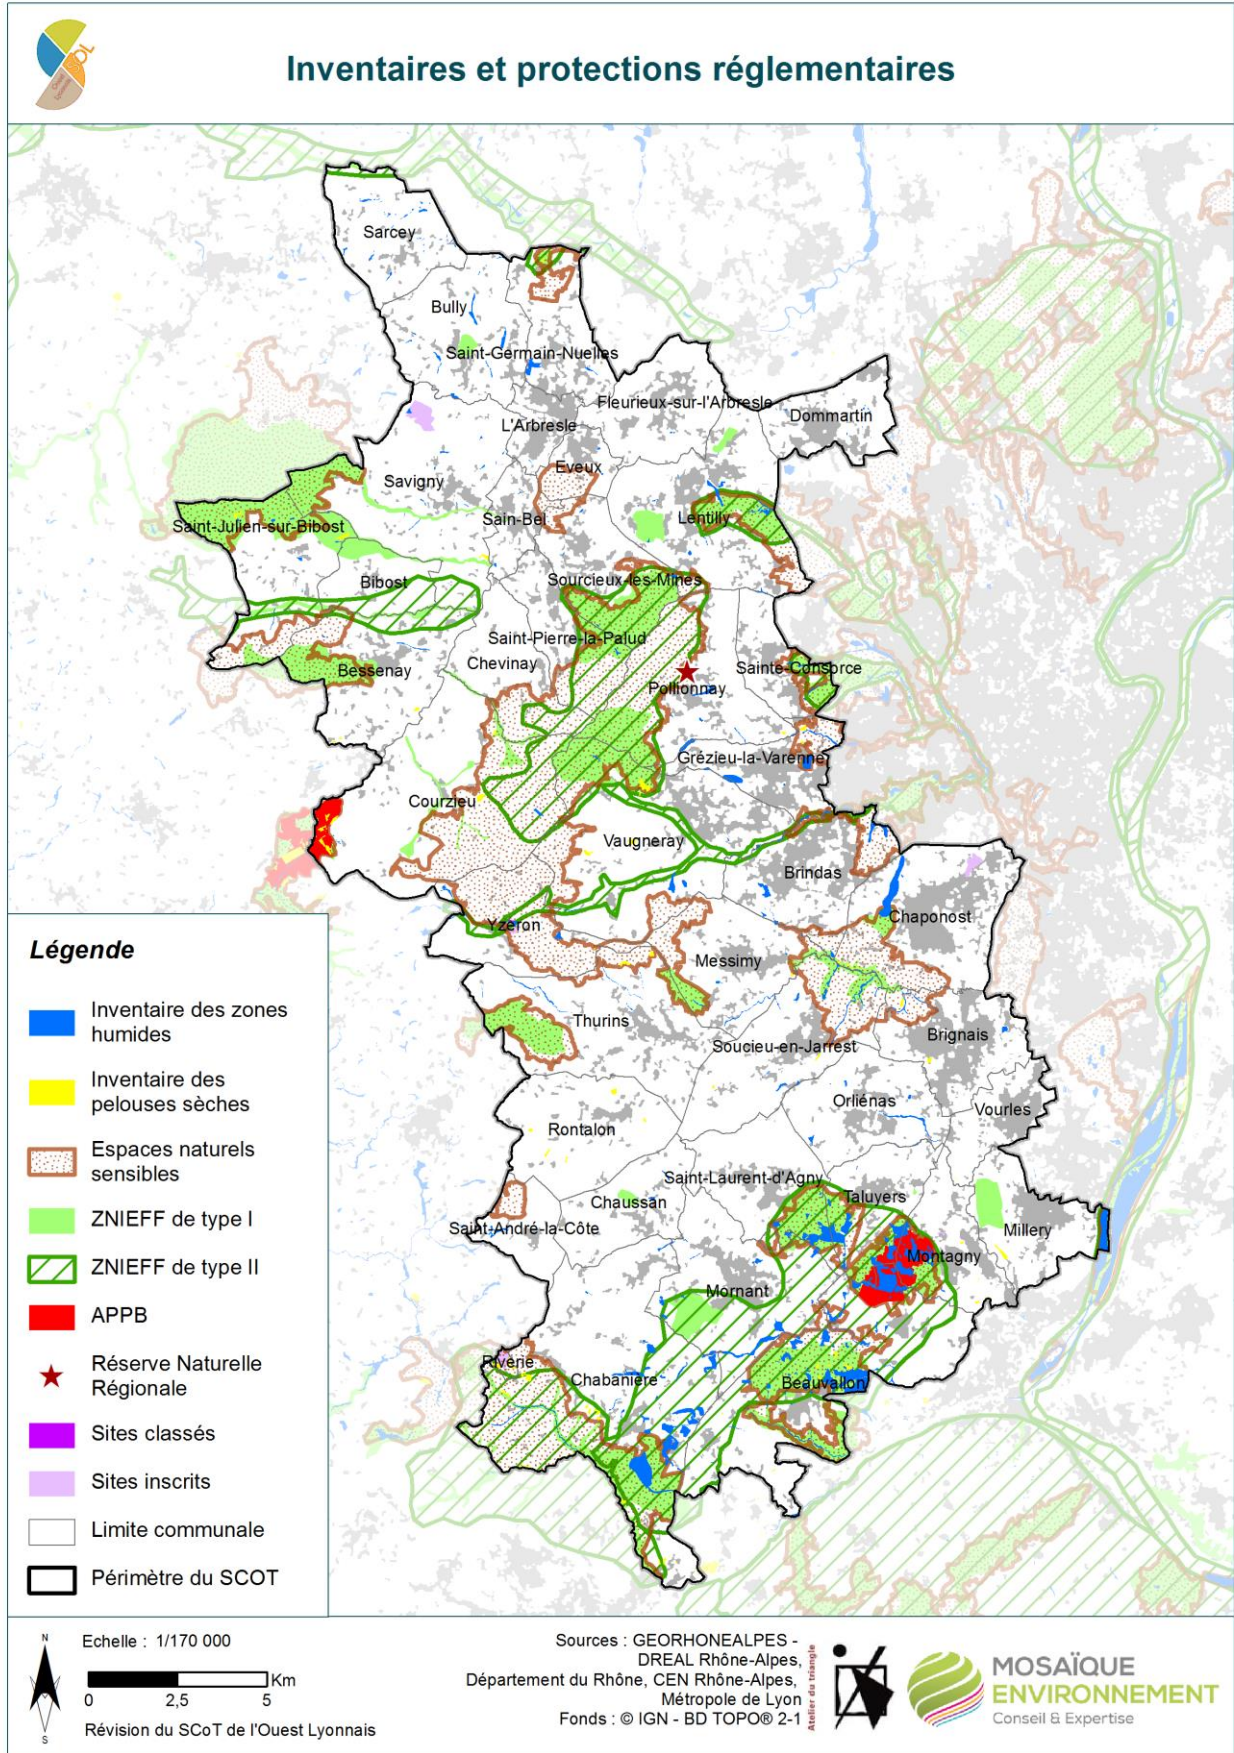 Inventaires et protections réglementaires
Sarcey
Bully
Saint-Germain-Nuelles
Fleurieux-sur-l'Arbresle
Dommartin
L'Arbresle
Eveux
Savigny
Sain-Bel
Lentilly
Saint-Julien-sur-Bibost
Bibost
Sourcieux-les-Mines
Saint-Pierre-la-Palud
Chevinay
Bessenay
Sainte-Consorce
Pollionnay
Grézieu-la-Varenne
Courzieu
Vaugneray
Brindas
Chaponost
Yzeron
Messimy
Thurins
Soucieu-en-Jarrest
Brignais
Orliénas
Vourles
Rontalon
Saint-Laurent-d'Agny
Chaussan
Taluyers
Saint-André-la-Côte
Millery
Montagny
Mornant
Riverie
Chabanière
Beauvallon
Légende
Inventaire des zones
humides
Inventaire des
pelouses sèches
Espaces naturels
sensibles
ZNIEFF de type I
ZNIEFF de type II
APPB
Réserve Naturelle
Régionale
Sites classés
Sites inscrits
Limite communale
Périmètre du SCOT
N
S
Echelle : 1/170 000
Km
0 2,5 5
Révision du SCoT de l'Ouest Lyonnais
Sources : GEORHONEALPES -
DREAL Rhône-Alpes,
Département du Rhône, CEN Rhône-Alpes,
Métropole de Lyon
Fonds : © IGN - BD TOPO® 2-1
Atelier du triangle
MOSAÏQUE
ENVIRONNEMENT
Conseil & Expertise